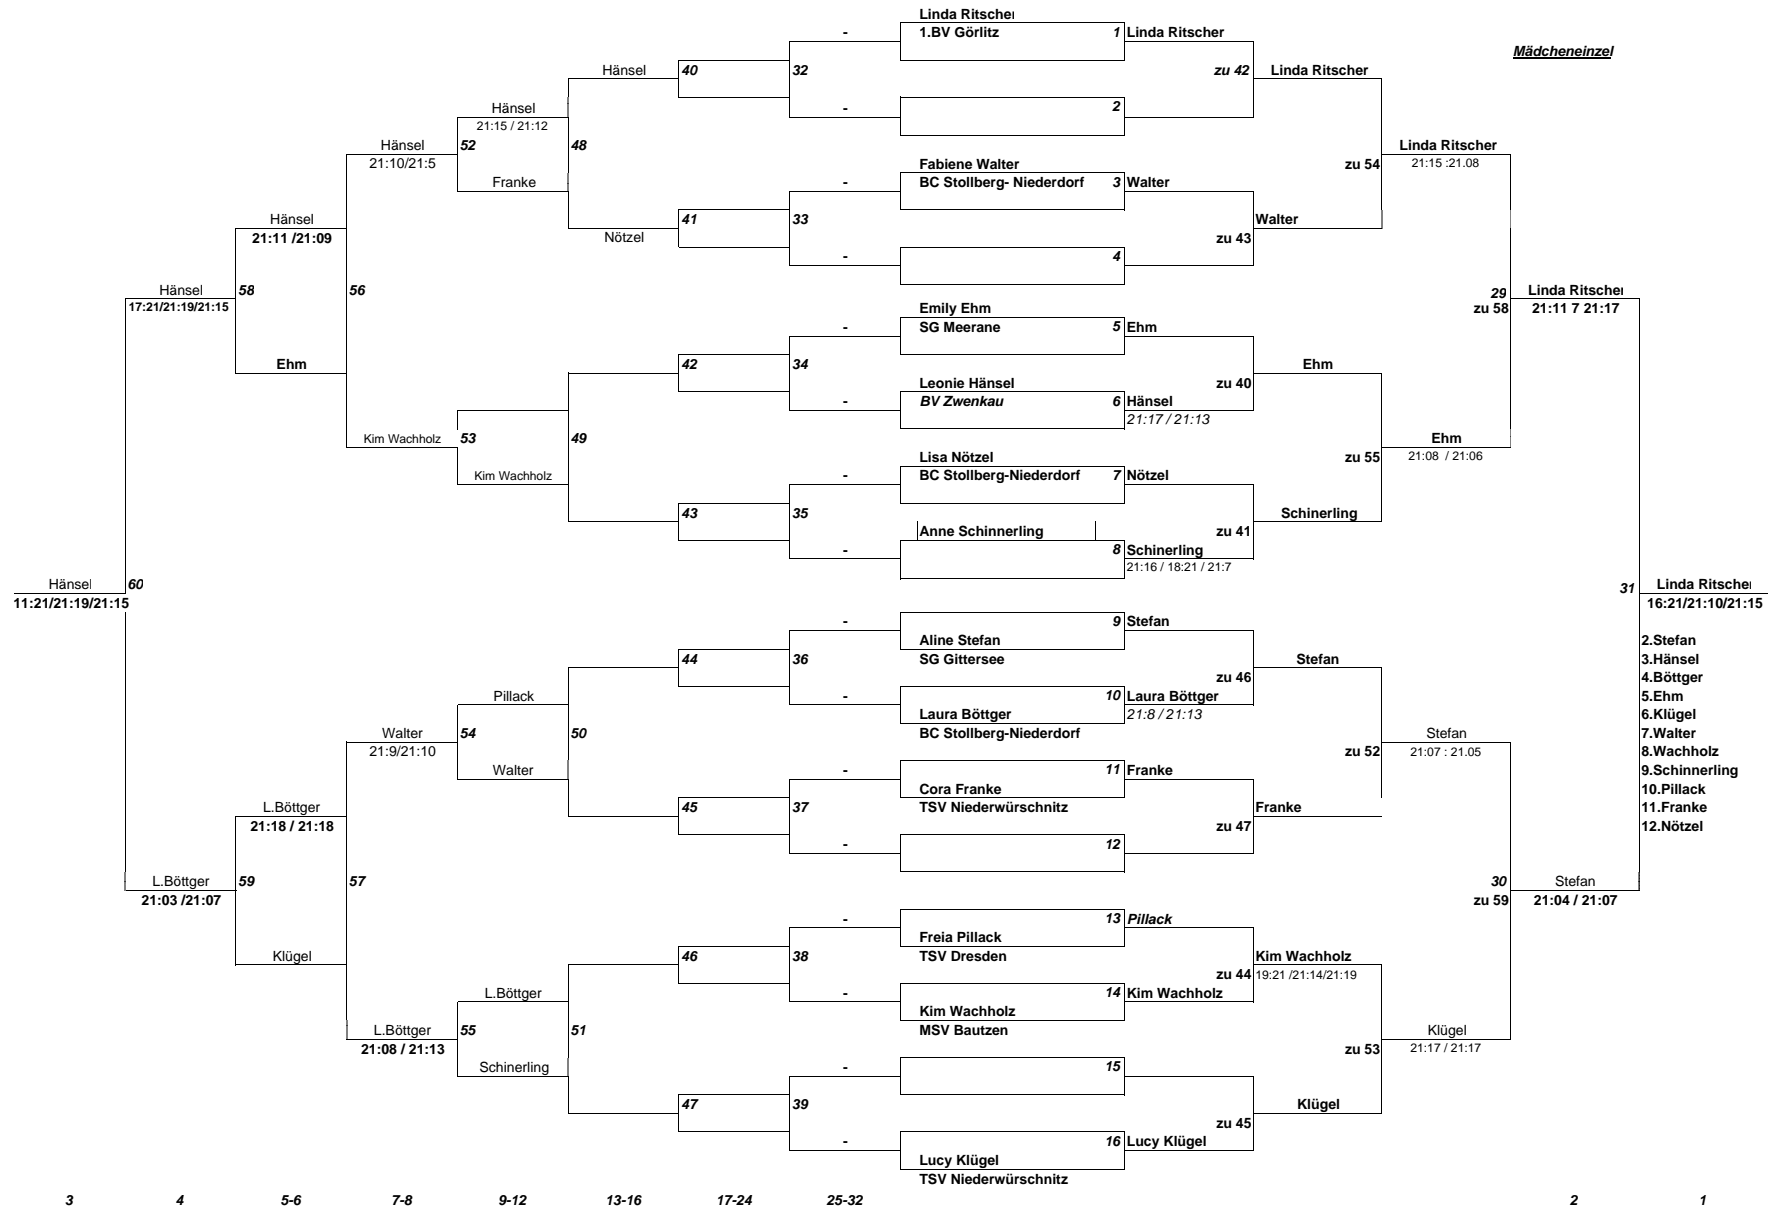 Linda Ritscher
- 1.BV Görlitz 1 Linda Ritscher
Mädcheneinzel
Hänsel 40 32 zu 42 Linda Ritscher
Hänsel - 2
21:15 / 21:12
Hänsel 52 48 Linda Ritscher
21:10/21:5 Fabiene Walter zu 54 21:15 :21.08
Franke - BC Stollberg- Niederdorf 3 Walter
Hänsel 41 33 Walter
21:11 /21:09 Nötzel zu 43
- 4
Hänsel 58 56 29 Linda Ritscher
17:21/21:19/21:15 Emily Ehm zu 58 21:11 7 21:17
- SG Meerane 5 Ehm
Ehm 42 34 Ehm
Leonie Hänsel zu 40
- BV Zwenkau 6 Hänsel
21:17 / 21:13
Kim Wachholz 53 49 Ehm
Lisa Nötzel zu 55 21:08 / 21:06
Kim Wachholz - BC Stollberg-Niederdorf 7 Nötzel
43 35 Schinerling
Anne Schinnerling zu 41
- 8 Schinerling
21:16 / 18:21 / 21:7
Hänsel 60 31 Linda Ritscher
11:21/21:19/21:15 16:21/21:10/21:15
- 9 Stefan
Aline Stefan 2.Stefan
44 36 SG Gittersee Stefan 3.Hänsel
zu 46 4.Böttger
Pillack - 10 Laura Böttger 5.Ehm
Laura Böttger 21:8 / 21:13 6.Klügel
Walter 54 50 BC Stollberg-Niederdorf Stefan 7.Walter
21:9/21:10 zu 52 21:07 : 21.05 8.Wachholz
Walter - 11 Franke 9.Schinnerling
Cora Franke 10.Pillack
L.Böttger 45 37 TSV Niederwürschnitz Franke 11.Franke
21:18 / 21:18 zu 47 12.Nötzel
- 12
L.Böttger 59 57 30 Stefan
21:03 /21:07 zu 59 21:04 / 21:07
- 13 Pillack
Freia Pillack
Klügel 46 38 TSV Dresden Kim Wachholz
zu 44 19:21 /21:14/21:19
L.Böttger - 14 Kim Wachholz
Kim Wachholz
L.Böttger 55 51 MSV Bautzen Klügel
21:08 / 21:13 zu 53 21:17 / 21:17
Schinerling - 15
47 39 Klügel
zu 45
- 16 Lucy Klügel
Lucy Klügel
TSV Niederwürschnitz
3 4 5-6 7-8 9-12 13-16 17-24 25-32 2 1